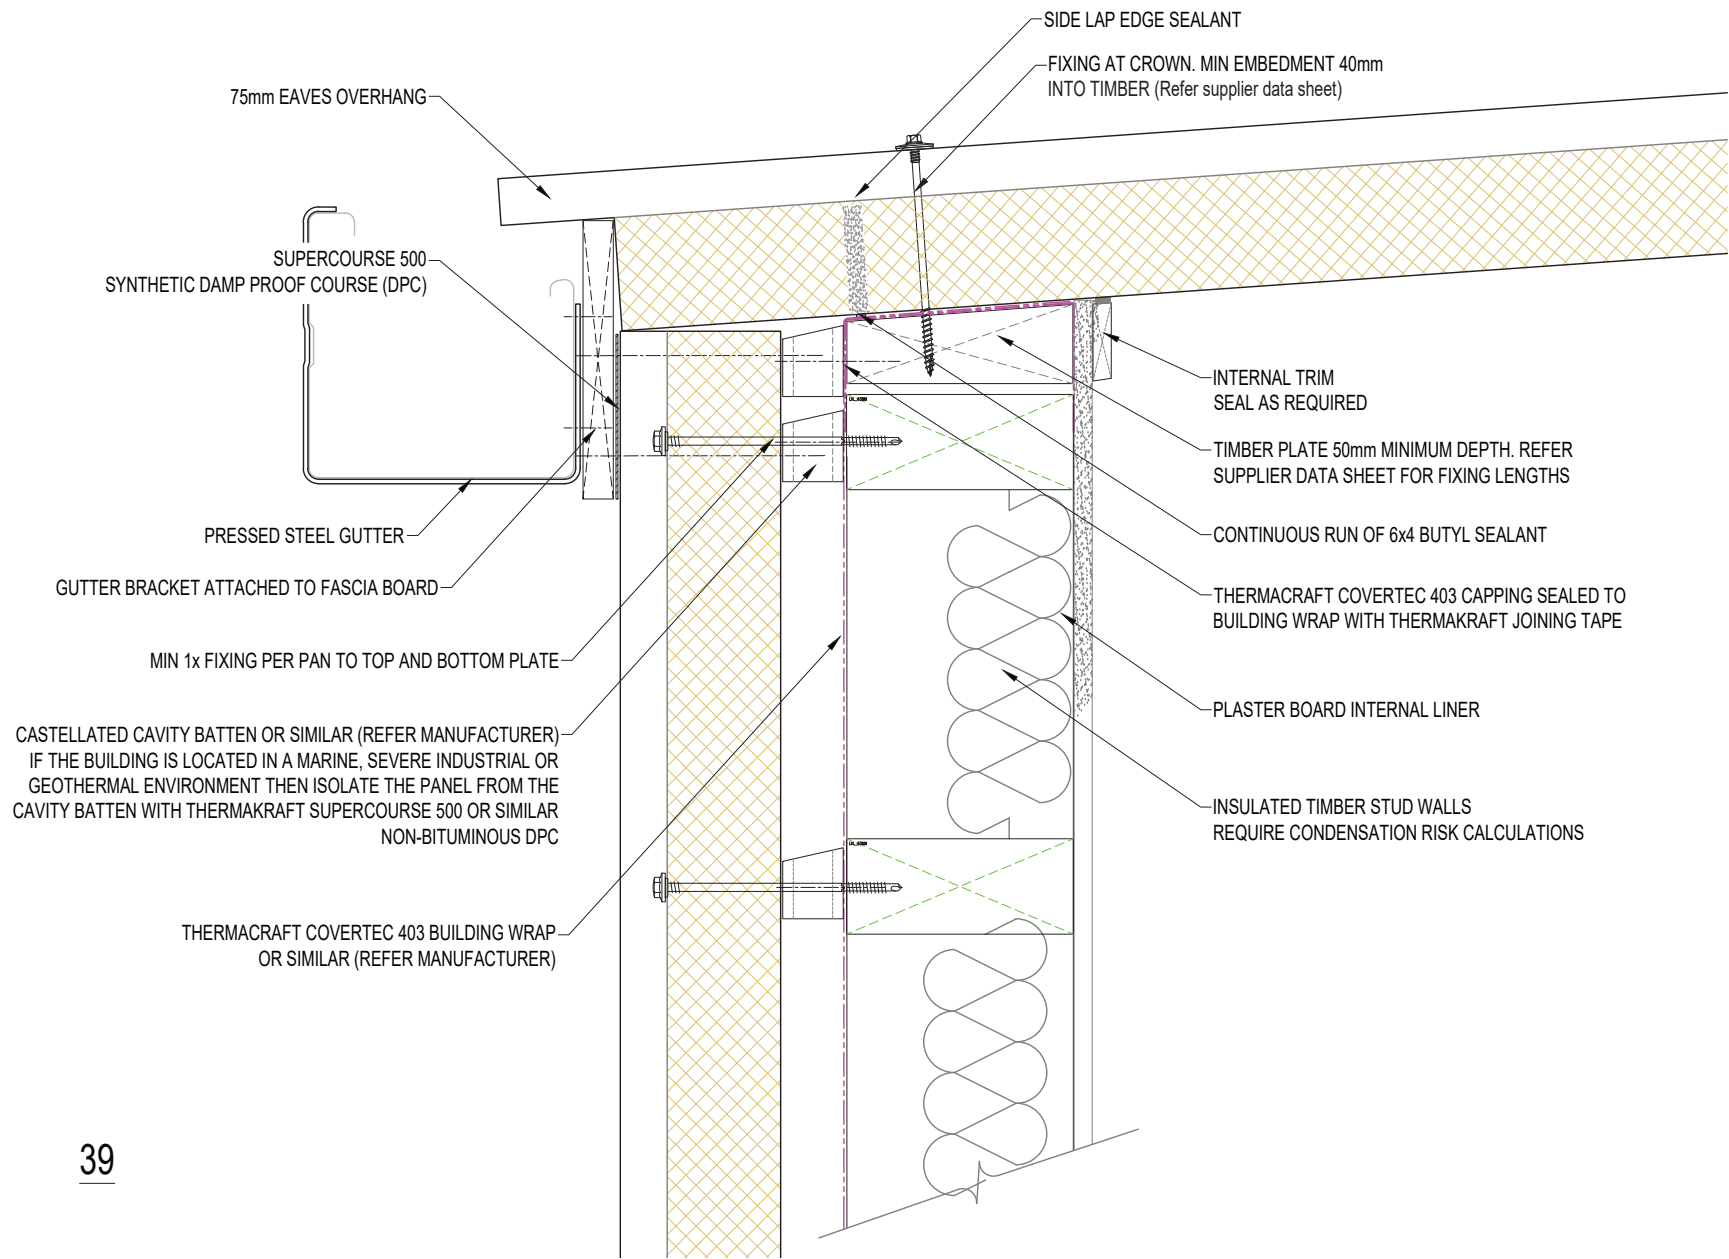 SIDE LAP EDGE SEALANT
FIXING AT CROWN. MIN EMBEDMENT 40mm
INTO TIMBER (Refer supplier data sheet)
75mm EAVES OVERHANG
SUPERCOURSE 500
SYNTHETIC DAMP PROOF COURSE (DPC)
PRESSED STEEL GUTTER
GUTTER BRACKET ATTACHED TO FASCIA BOARD
MIN 1x FIXING PER PAN TO TOP AND BOTTOM PLATE
CASTELLATED CAVITY BATTEN OR SIMILAR (REFER MANUFACTURER)
IF THE BUILDING IS LOCATED IN A MARINE, SEVERE INDUSTRIAL OR
GEOTHERMAL ENVIRONMENT THEN ISOLATE THE PANEL FROM THE
CAVITY BATTEN WITH THERMAKRAFT SUPERCOURSE 500 OR SIMILAR
NON-BITUMINOUS DPC
THERMACRAFT COVERTEC 403 BUILDING WRAP
OR SIMILAR (REFER MANUFACTURER)
INTERNAL TRIM
SEAL AS REQUIRED
TIMBER PLATE 50mm MINIMUM DEPTH. REFER
SUPPLIER DATA SHEET FOR FIXING LENGTHS
CONTINUOUS RUN OF 6x4 BUTYL SEALANT
THERMACRAFT COVERTEC 403 CAPPING SEALED TO
BUILDING WRAP WITH THERMAKRAFT JOINING TAPE
PLASTER BOARD INTERNAL LINER
INSULATED TIMBER STUD WALLS
REQUIRE CONDENSATION RISK CALCULATIONS
39